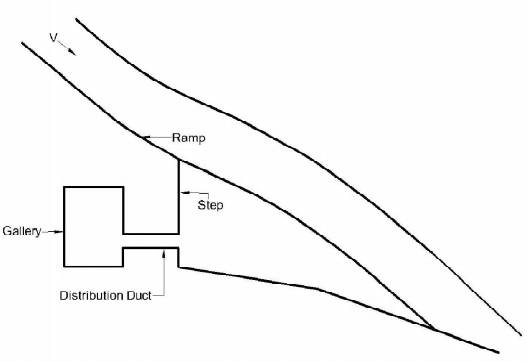 V
Ramp
Step
Gallery
Distribution Duct